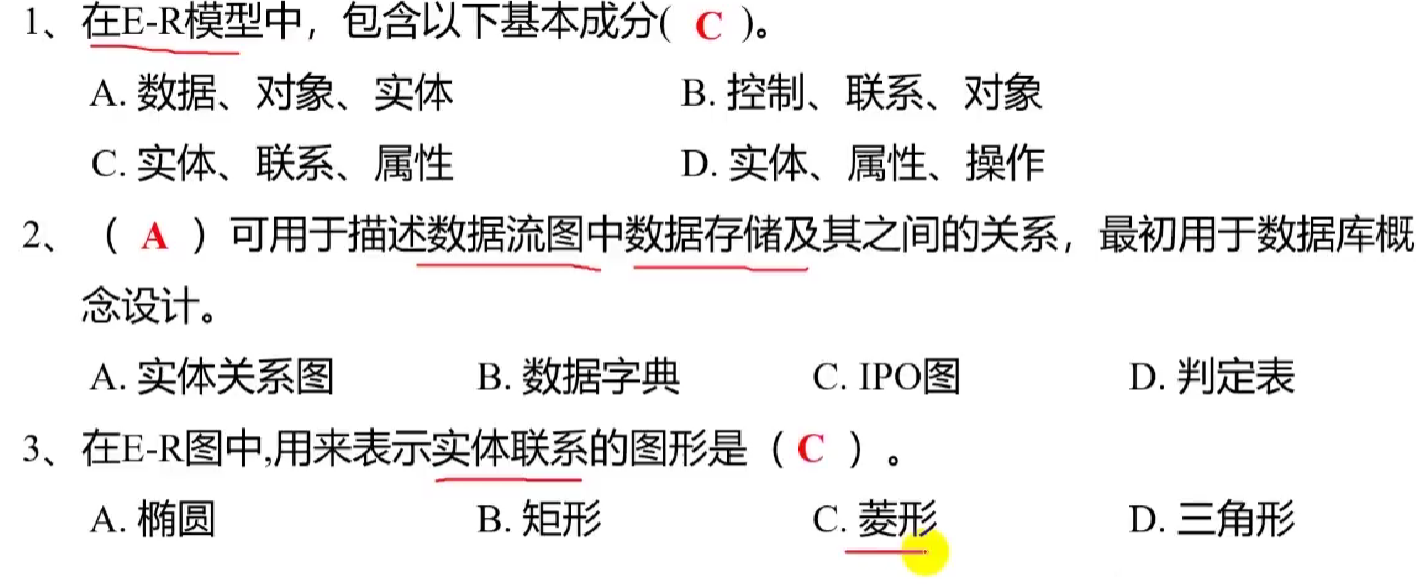 1、在E-R模型中，包含以下基本成分( C )。
A. 数据、对象、实体 B. 控制、联系、对象
C. 实体、联系、属性 D. 实体、属性、操作
2、（ A ）可用于描述数据流图中数据存储及其之间的关系，最初用于数据库概
念设计。
A. 实体关系图 B. 数据字典 C. IPO图 D. 判定表
3、在E-R图中,用来表示实体联系的图形是（ C ）。
A. 椭圆 B. 矩形 C. 菱形 D. 三角形